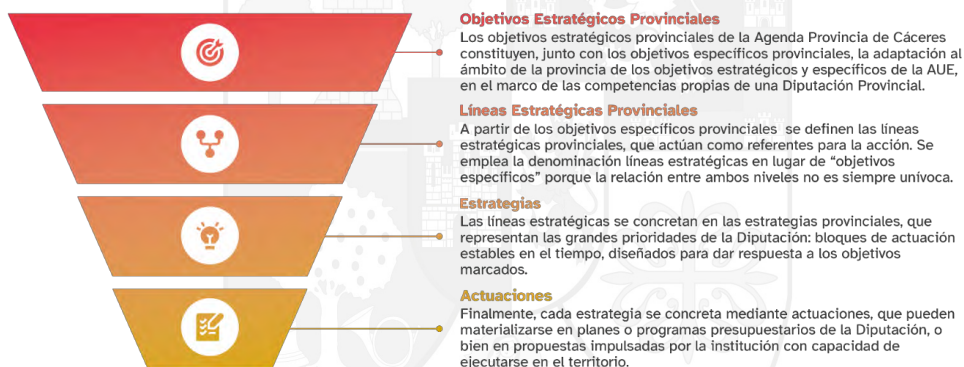 Objetivos Estratégicos Provinciales
Los objetivos estratégicos provinciales de la Agenda Provincia de Cáceres
constituyen, junto con los objetivos específicos provinciales, la adaptación al
ámbito de la provincia de los objetivos estratégicos y específicos de la AUE,
en el marco de las competencias propias de una Diputación Provincial.
Líneas Estratégicas Provinciales
A partir de los objetivos específicos provinciales se definen las líneas
estratégicas provinciales, que actúan como referentes para la acción. Se
emplea la denominación líneas estratégicas en lugar de “objetivos
específicos” porque la relación entre ambos niveles no es siempre unívoca.
Estrategias
Las líneas estratégicas se concretan en las estrategias provinciales, que
representan las grandes prioridades de la Diputación: bloques de actuación
estables en el tiempo, diseñados para dar respuesta a los objetivos
marcados.
Actuaciones
Finalmente, cada estrategia se concreta mediante actuaciones, que pueden
materializarse en planes o programas presupuestarios de la Diputación, o
bien en propuestas impulsadas por la institución con capacidad de
ejecutarse en el territorio.